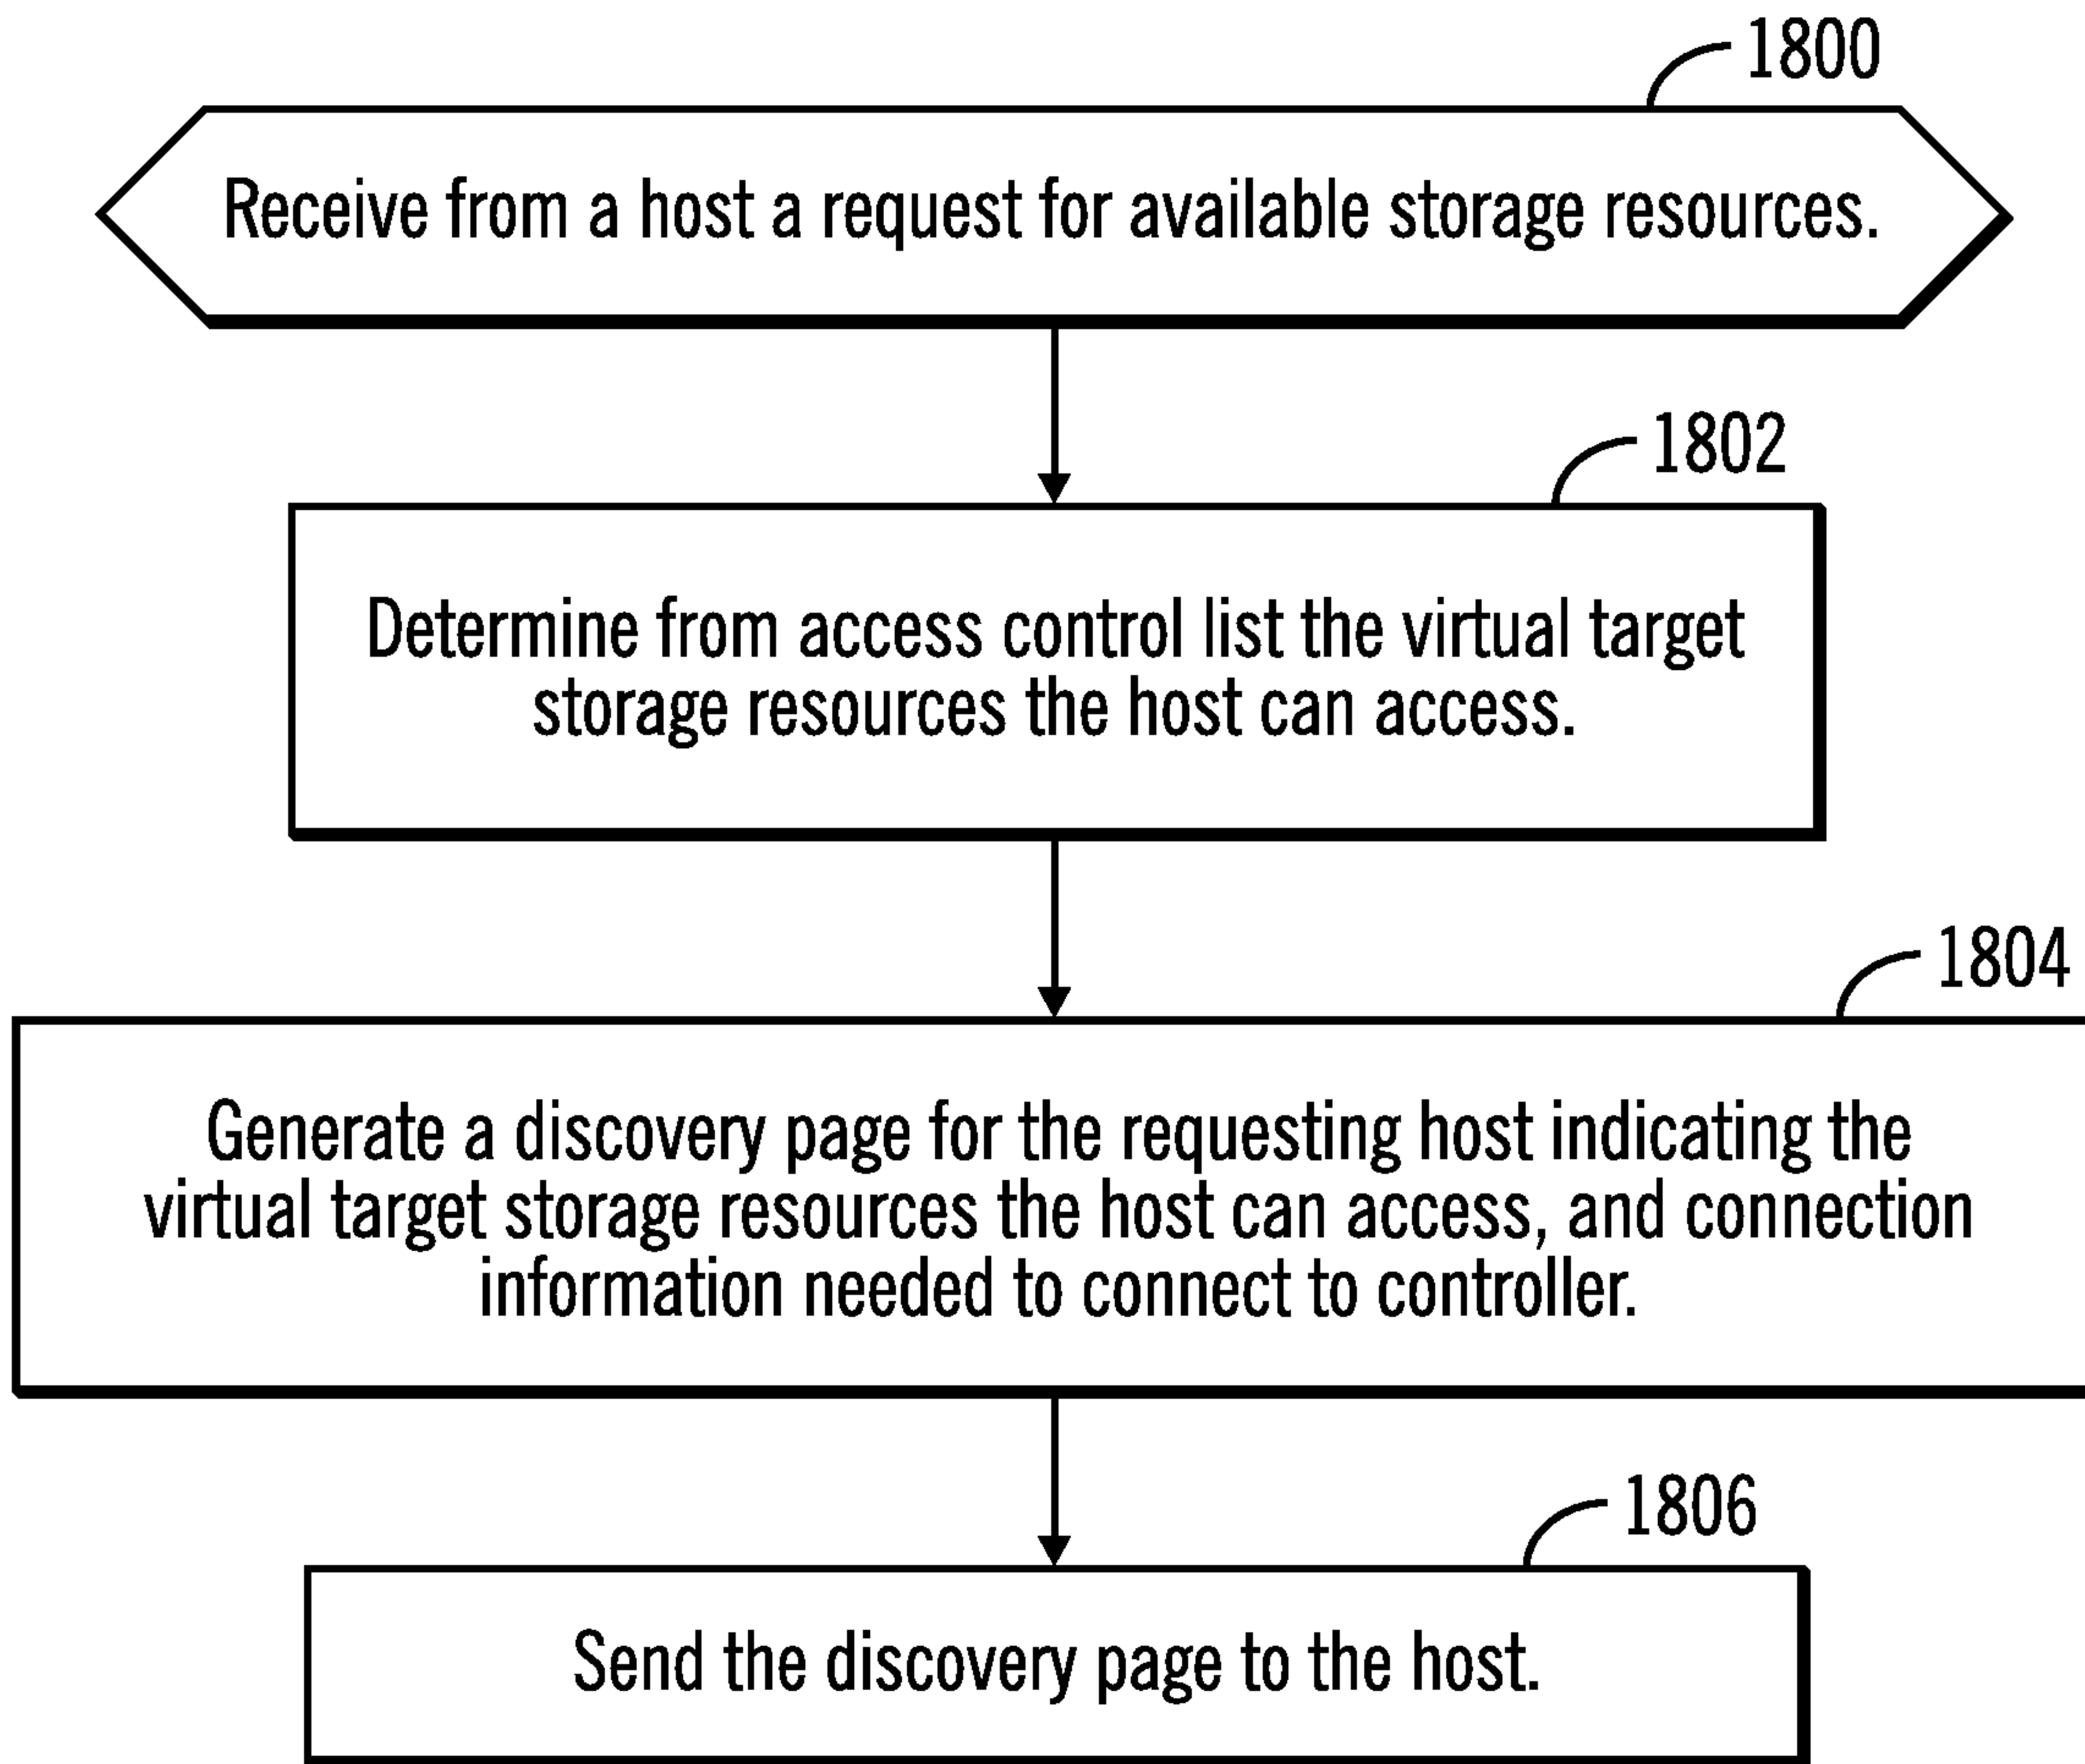 1800
Receive from a host a request for available storage resources.
1802
Determine from access control list the virtual target
storage resources the host can access.
1804
Generate a discovery page for the requesting host indicating the
virtual target storage resources the host can access, and connection
information needed to connect to controller.
1806
Send the discovery page to the host.